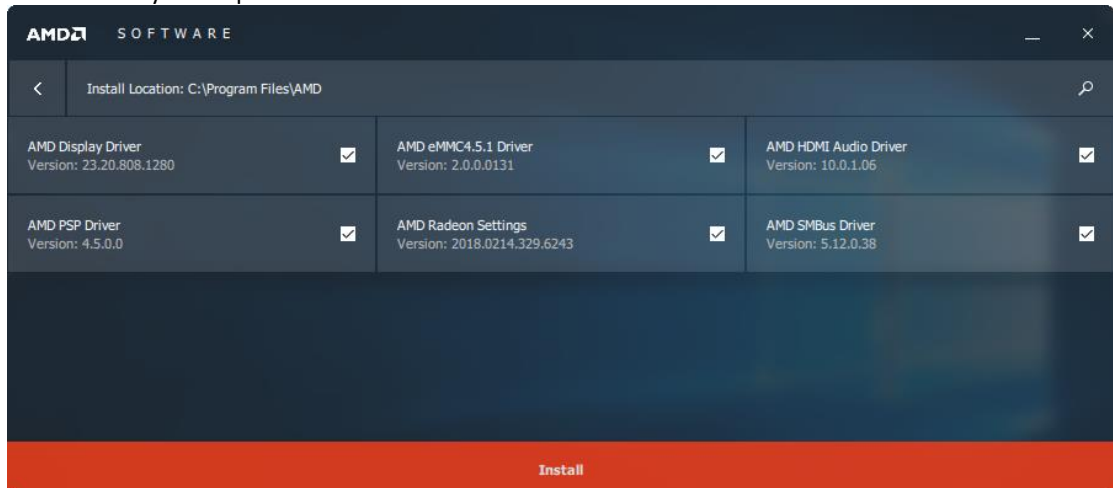 AMD SOFTWARE
Install Location: C:\Program Files\AMD
AMD Display Driver
Version: 23.20.808.1280
AMD eMMC4.5.1 Driver
Version: 2.0.0.0131
AMD HDMI Audio Driver
Version: 10.0.1.06
AMD PSP Driver
Version: 4.5.0.0
AMD Radeon Settings
Version: 2018.0214.329.6243
AMD SMBus Driver
Version: 5.12.0.38
Install